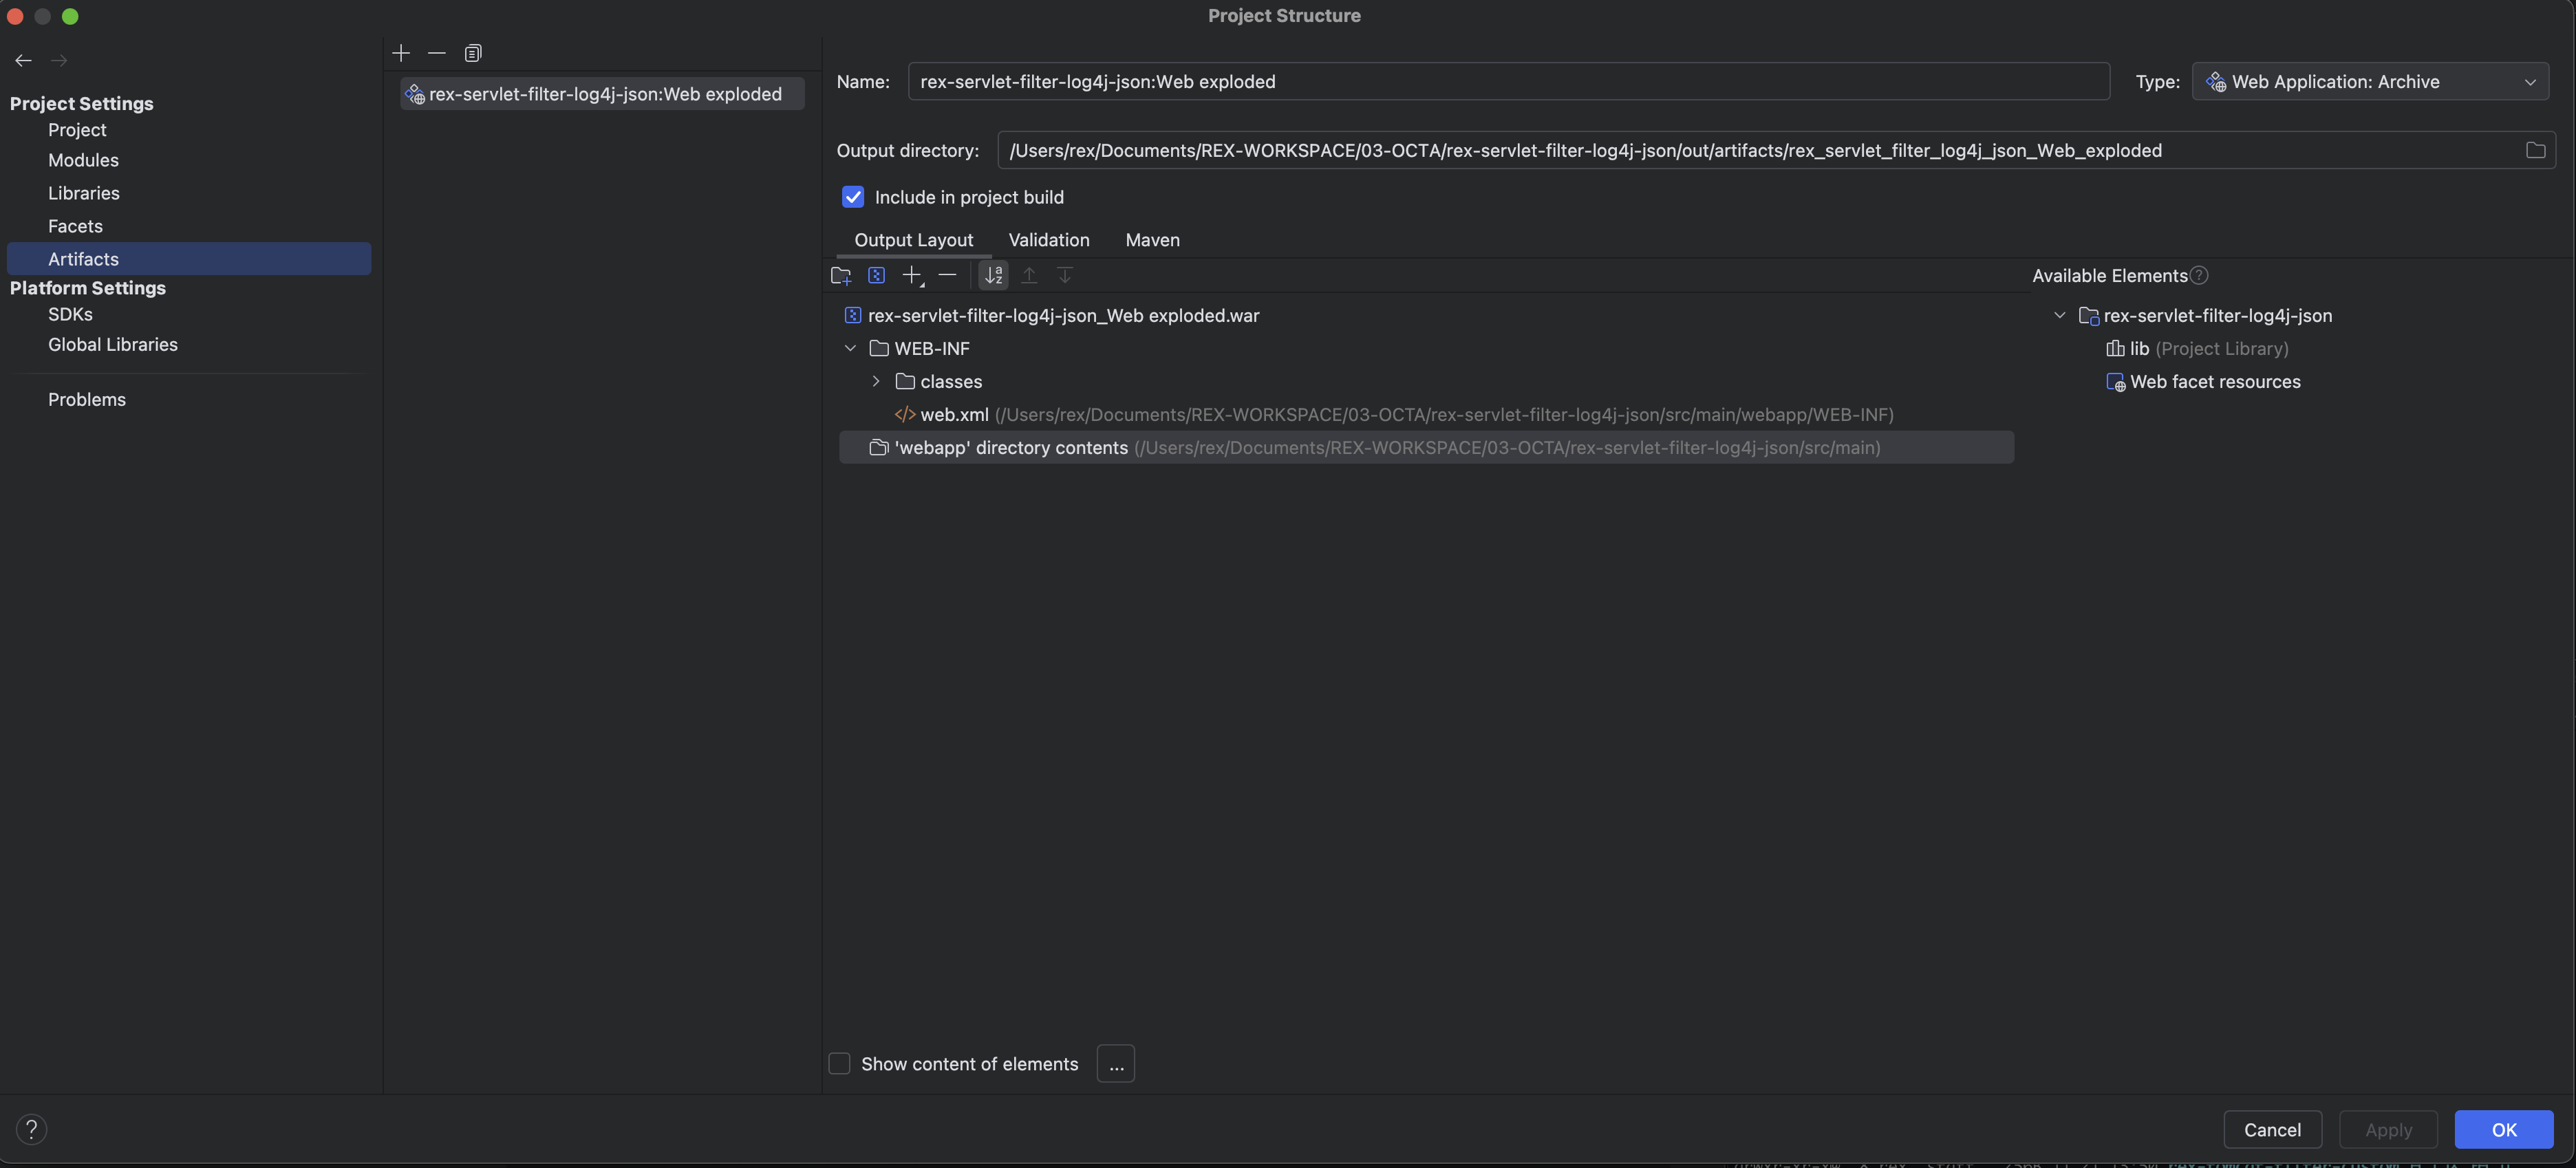 Project Structure
Project Settings
Project
Modules
Libraries
Facets
Artifacts
Platform Settings
SDKs
Global Libraries
Problems
rex-servlet-filter-log4j-json:Web exploded
Name: rex-servlet-filter-log4j-json:Web exploded Type: Web Application: Archive
Output directory: /Users/rex/Documents/REX-WORKSPACE/03-OCTA/rex-servlet-filter-log4j-json/out/artifacts/rex_servlet_filter_log4j_json_Web_exploded
Include in project build
Output Layout Validation Maven
rex-servlet-filter-log4j-json_Web exploded.war
WEB-INF
classes
web.xml (/Users/rex/Documents/REX-WORKSPACE/03-OCTA/rex-servlet-filter-log4j-json/src/main/webapp/WEB-INF)
'webapp' directory contents (/Users/rex/Documents/REX-WORKSPACE/03-OCTA/rex-servlet-filter-log4j-json/src/main)
Available Elements ?
rex-servlet-filter-log4j-json
lib (Project Library)
Web facet resources
Show content of elements ...
? Cancel Apply OK